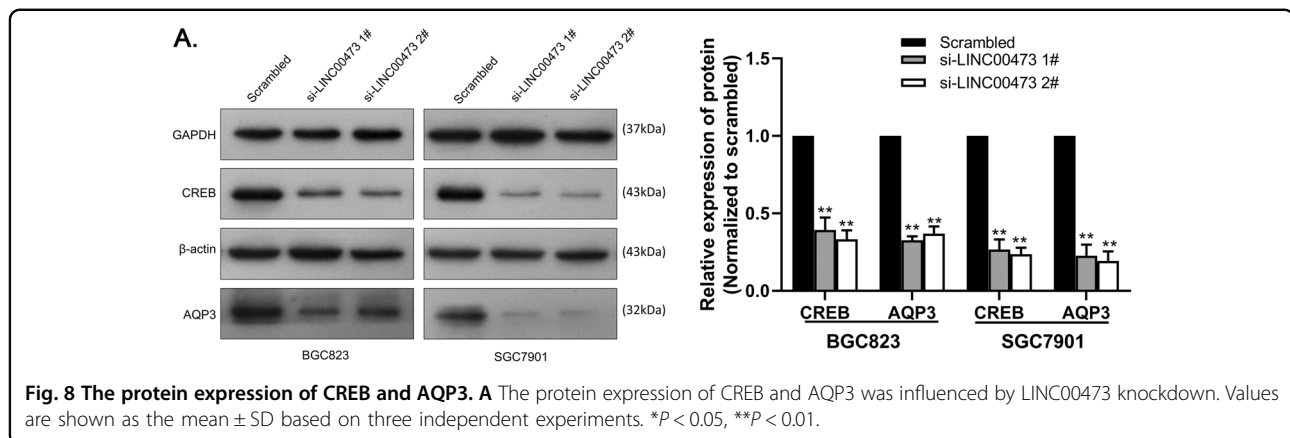 A.
Scrambled
si-LINC00473 1#
si-LINC00473 2#
Scrambled
si-LINC00473 1#
si-LINC00473 2#
GAPDH
(37kDa)
CREB
(43kDa)
β-actin
(43kDa)
AQP3
(32kDa)
BGC823
SGC7901
Scrambled
si-LINC00473 1#
si-LINC00473 2#
Relative expression of protein
(Normalized to scrambled)
1.5
1.0
0.5
0.0
** ** ** ** ** ** ** **
CREB AQP3 CREB AQP3
BGC823 SGC7901
Fig. 8 The protein expression of CREB and AQP3. A The protein expression of CREB and AQP3 was influenced by LINC00473 knockdown. Values
are shown as the mean ± SD based on three independent experiments. *P < 0.05, **P < 0.01.